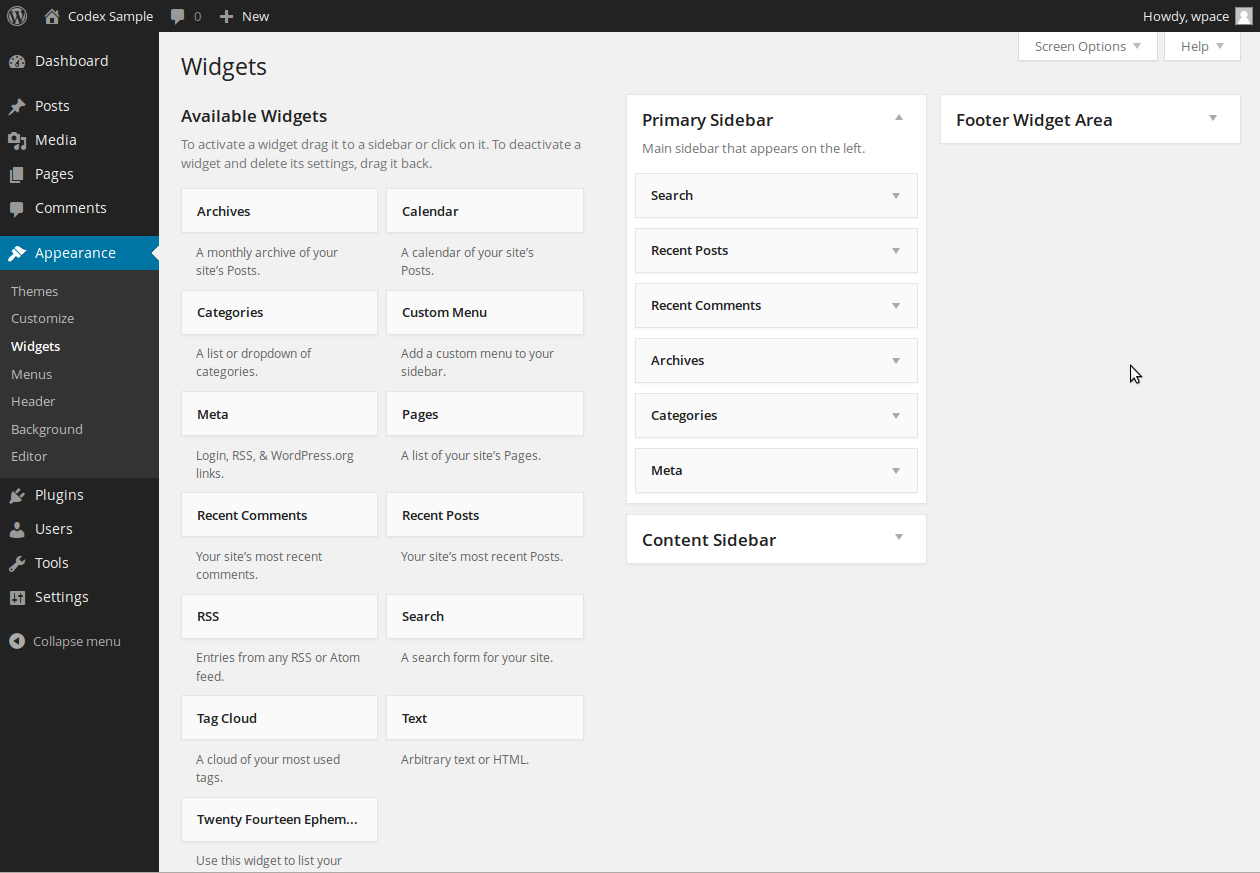 Codex Sample 0 New Howdy, wpace
Screen Options Help
Dashboard
Posts
Media
Pages
Comments
Appearance
Themes
Customize
Widgets
Menus
Header
Background
Editor
Plugins
Users
Tools
Settings
Collapse menu
Widgets
Available Widgets
To activate a widget drag it to a sidebar or click on it. To deactivate a
widget and delete its settings, drag it back.
Archives
A monthly archive of your
site’s Posts.
Calendar
A calendar of your site’s
Posts.
Categories
A list or dropdown of
categories.
Custom Menu
Add a custom menu to your
sidebar.
Meta
Login, RSS, & WordPress.org
links.
Pages
A list of your site’s Pages.
Recent Comments
Your site’s most recent
comments.
Recent Posts
Your site’s most recent Posts.
RSS
Entries from any RSS or Atom
feed.
Search
A search form for your site.
Tag Cloud
A cloud of your most used
tags.
Text
Arbitrary text or HTML.
Twenty Fourteen Ephem...
Use this widget to list your
Primary Sidebar
Main sidebar that appears on the left.
Search
Recent Posts
Recent Comments
Archives
Categories
Meta
Content Sidebar
Footer Widget Area